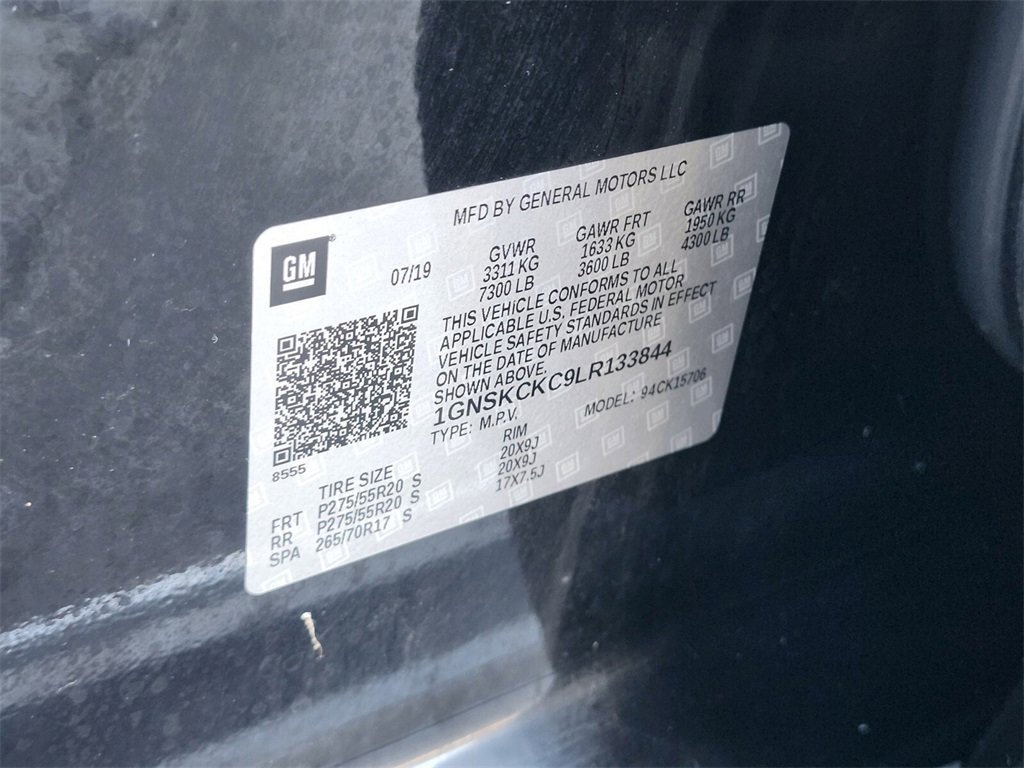 MFD BY GENERAL MOTORS LLC
GM®
07/19
GVWR GAWR FRT GAWR RR
3311 KG 1633 KG 1950 KG
7300 LB 3600 LB 4300 LB
THIS VEHICLE CONFORMS TO ALL
APPLICABLE U.S. FEDERAL MOTOR
VEHICLE SAFETY STANDARDS IN EFFECT
ON THE DATE OF MANUFACTURE
SHOWN ABOVE.
1GNSKCKC9LR133844
TYPE: M.P.V. MODEL: 94CK15706
8555
TIRE SIZE RIM
FRT P275/55R20 S 20X9J
RR P275/55R20 S 20X9J
SPA 265/70R17 S 17X7.5J